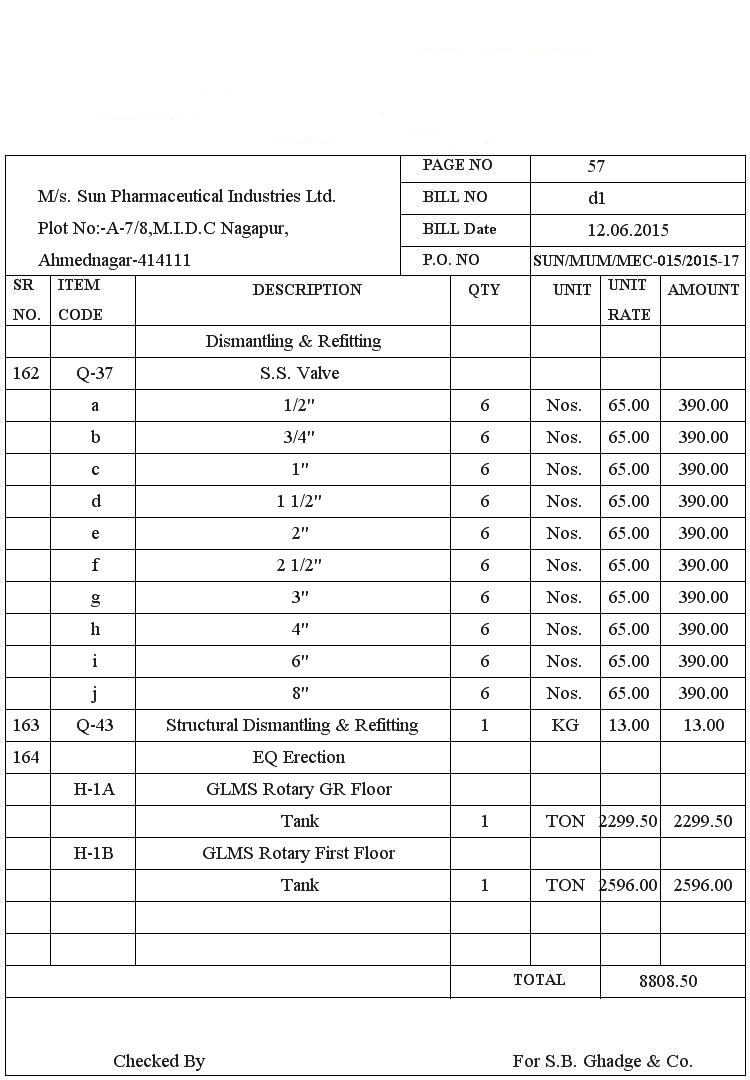 PAGE NO 57
M/s. Sun Pharmaceutical Industries Ltd. BILL NO d1
Plot No:-A-7/8,M.I.D.C Nagapur, BILL Date 12.06.2015
Ahmednagar-414111 P.O. NO SUN/MUM/MEC-015/2015-17
SR NO. ITEM CODE DESCRIPTION QTY UNIT UNIT RATE AMOUNT
Dismantling & Refitting
162 Q-37 S.S. Valve
a 1/2" 6 Nos. 65.00 390.00
b 3/4" 6 Nos. 65.00 390.00
c 1" 6 Nos. 65.00 390.00
d 1 1/2" 6 Nos. 65.00 390.00
e 2" 6 Nos. 65.00 390.00
f 2 1/2" 6 Nos. 65.00 390.00
g 3" 6 Nos. 65.00 390.00
h 4" 6 Nos. 65.00 390.00
i 6" 6 Nos. 65.00 390.00
j 8" 6 Nos. 65.00 390.00
163 Q-43 Structural Dismantling & Refitting 1 KG 13.00 13.00
164 EQ Erection
H-1A GLMS Rotary GR Floor
Tank 1 TON 2299.50 2299.50
H-1B GLMS Rotary First Floor
Tank 1 TON 2596.00 2596.00
TOTAL 8808.50
Checked By For S.B. Ghadge & Co.